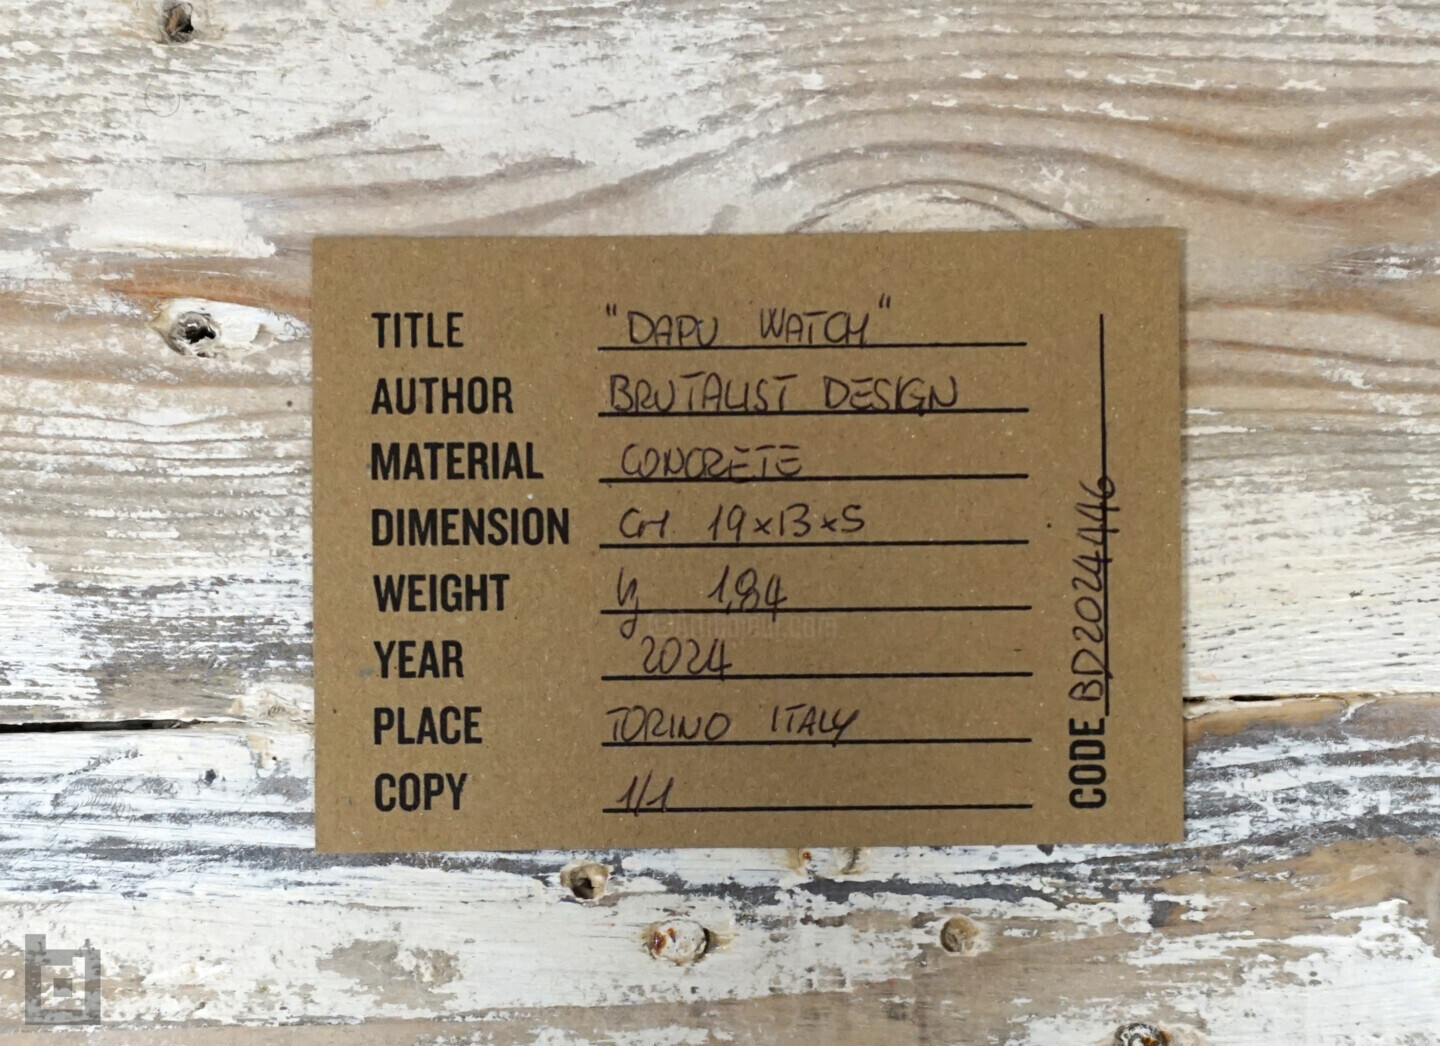 TITLE "DAPU WATCH"
AUTHOR BRUTALIST DESIGN
MATERIAL CONCRETE
DIMENSION CM 19x13x5
WEIGHT kg 1,84
YEAR 2024
PLACE TORINO ITALY
COPY 1/1
CODE BD2024446